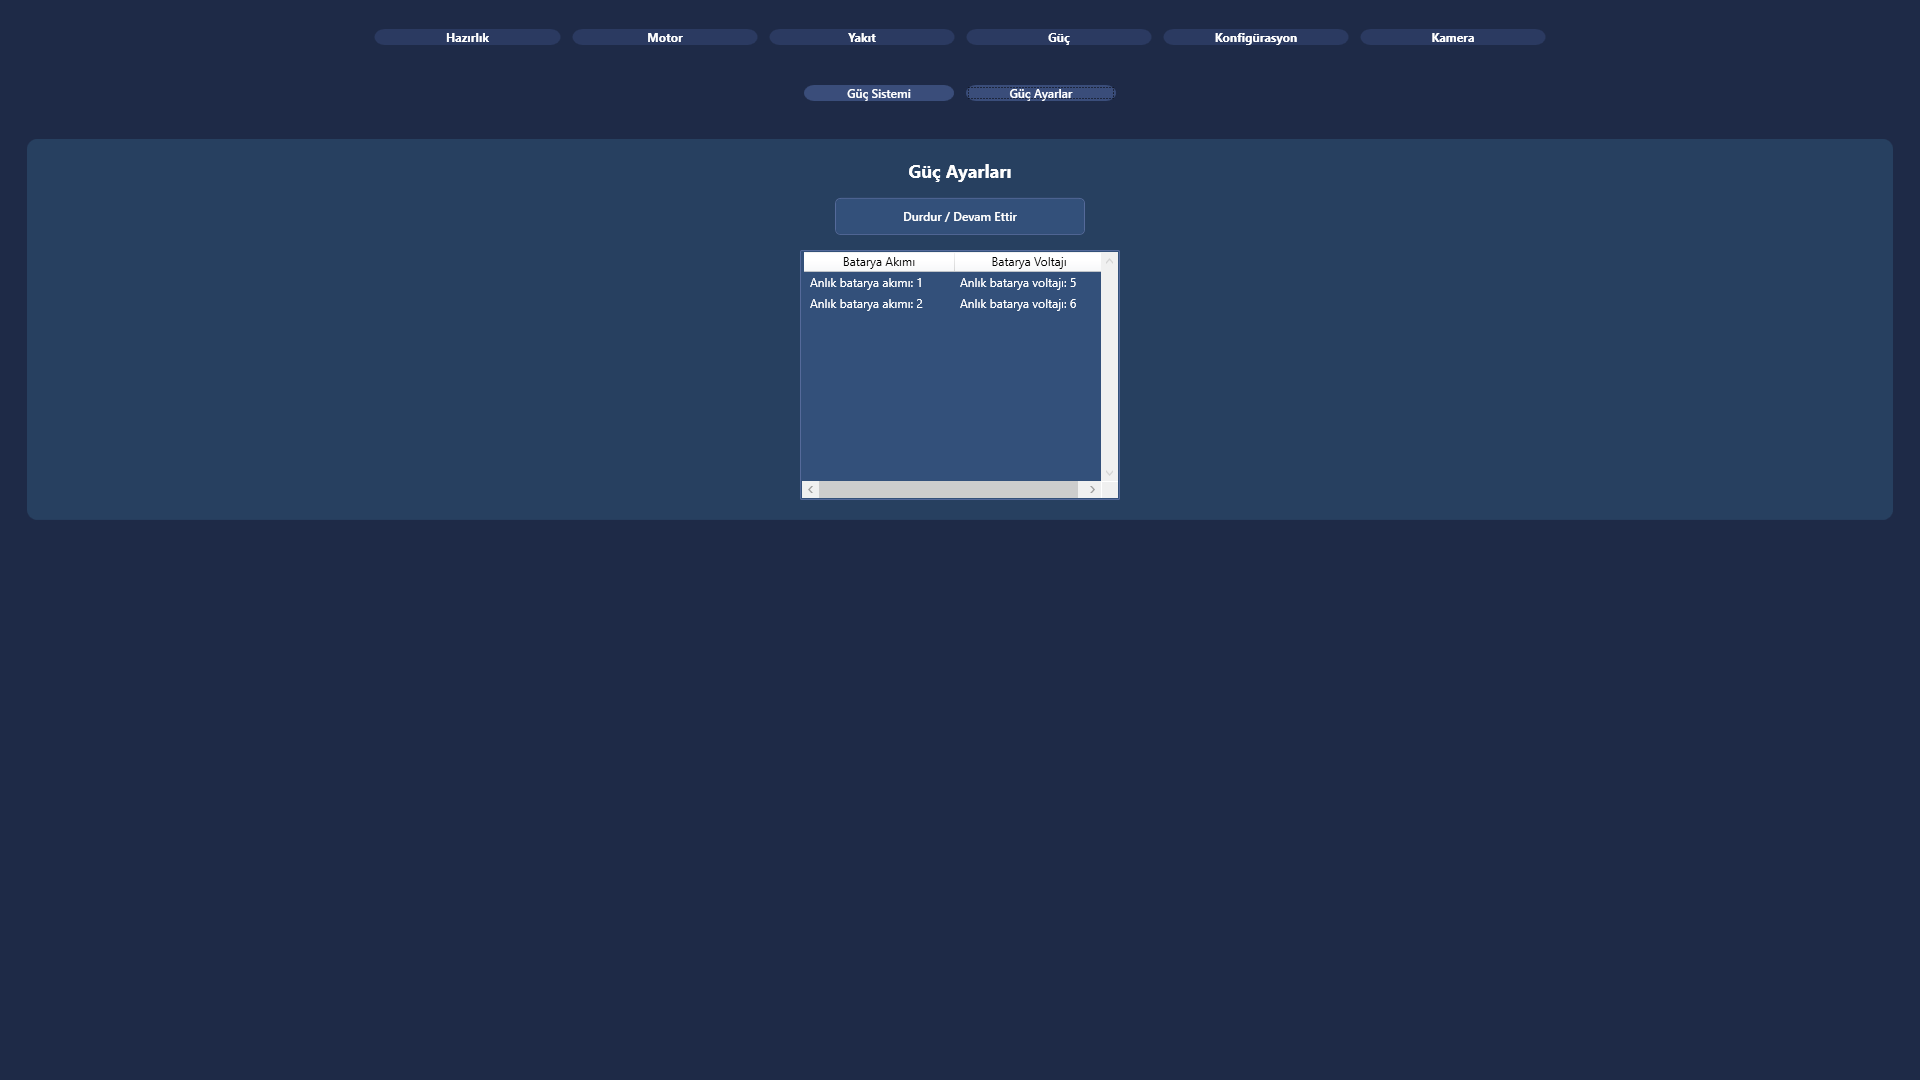 Hazırlık Motor Yakıt Güç Konfigürasyon Kamera
Güç Sistemi Güç Ayarlar
Güç Ayarları
Durdur / Devam Ettir
Batarya Akımı Batarya Voltajı
Anlık batarya akımı: 1 Anlık batarya voltajı: 5
Anlık batarya akımı: 2 Anlık batarya voltajı: 6